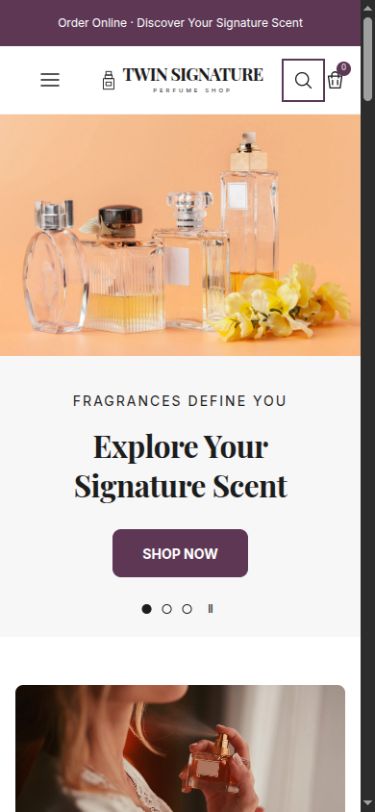 Order Online · Discover Your Signature Scent
TWIN SIGNATURE
PERFUME SHOP
0
FRAGRANCES DEFINE YOU
Explore Your
Signature Scent
SHOP NOW